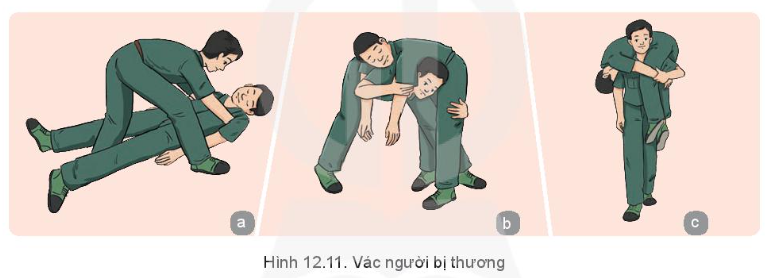 a
b
c
Hình 12.11. Vác người bị thương